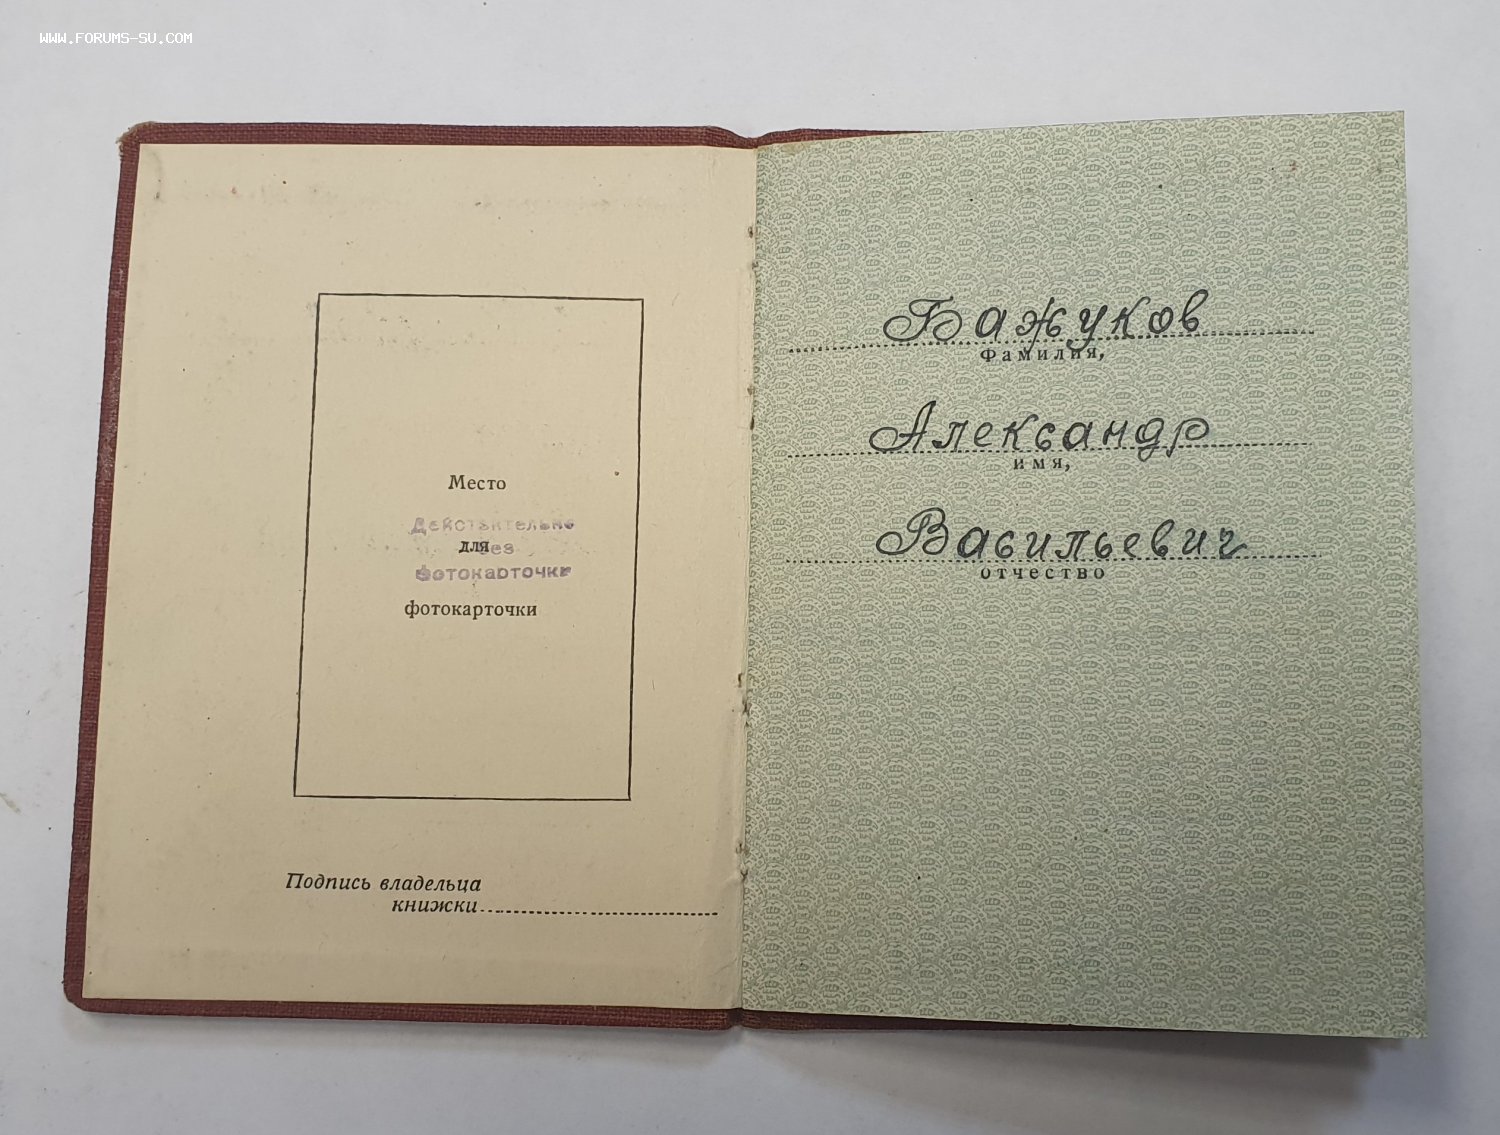 WWW.FORUMS-SU.COM
Место
Действительно
для без
фотокарточки
фотокарточки
Подпись владельца
книжки
Бажуков
Фамилия,
Александр
имя,
Васильевич
отчество